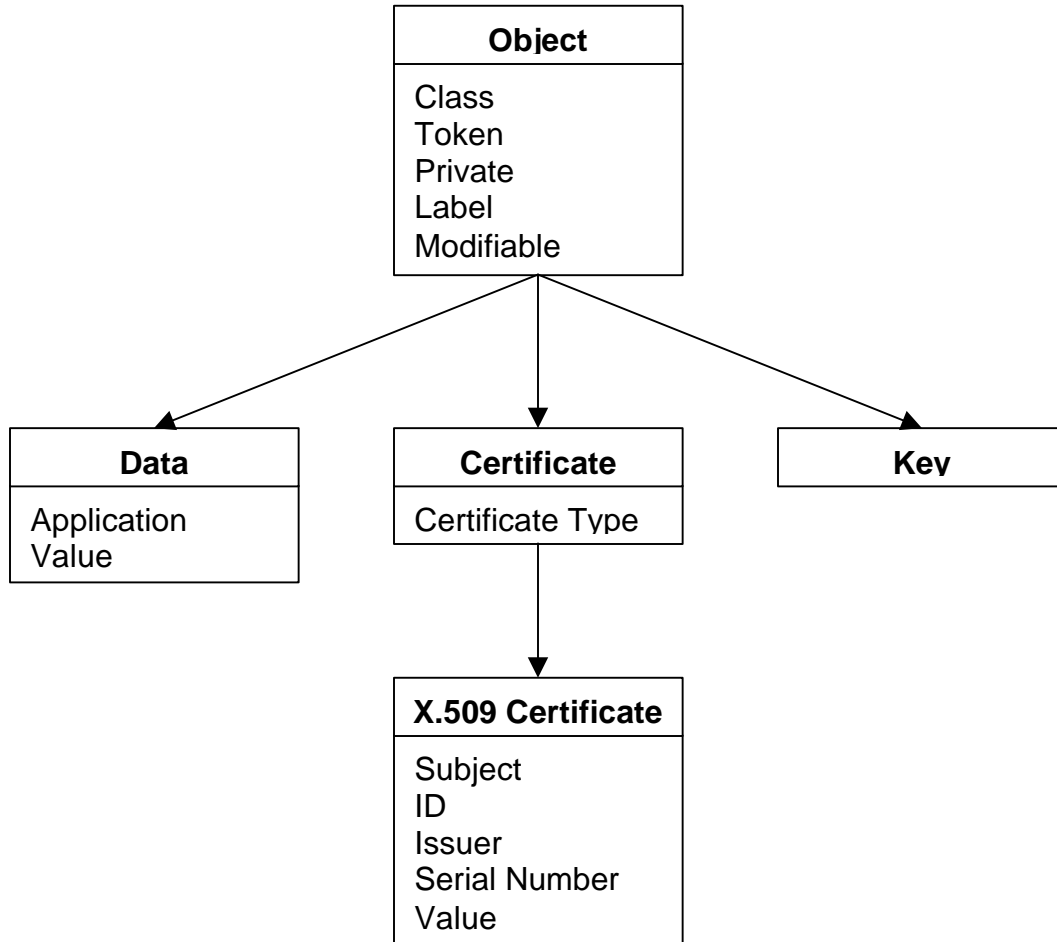 Object
Class
Token
Private
Label
Modifiable
Data
Application
Value
Certificate
Certificate Type
Key
X.509 Certificate
Subject
ID
Issuer
Serial Number
Value